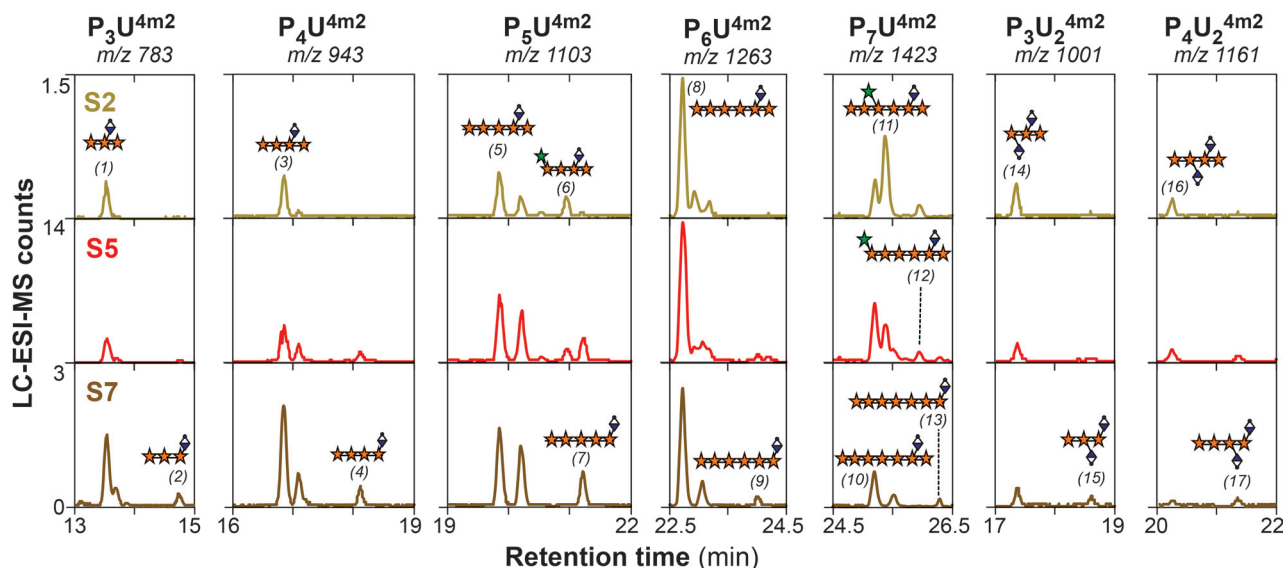 P₃U⁴ᵐ² P₄U⁴ᵐ² P₅U⁴ᵐ² P₆U⁴ᵐ² P₇U⁴ᵐ² P₃U₂⁴ᵐ² P₄U₂⁴ᵐ²
m/z 783 m/z 943 m/z 1103 m/z 1263 m/z 1423 m/z 1001 m/z 1161
LC-ESI-MS counts
1.5
S2
(1) (3) (5) (6) (8) (11) (14) (16)
14
S5
(12)
3
S7
(2) (4) (7) (9) (10) (13) (15) (17)
0
13 15 16 19 19 22 22.5 24.5 24.5 26.5 17 19 20 22
Retention time (min)